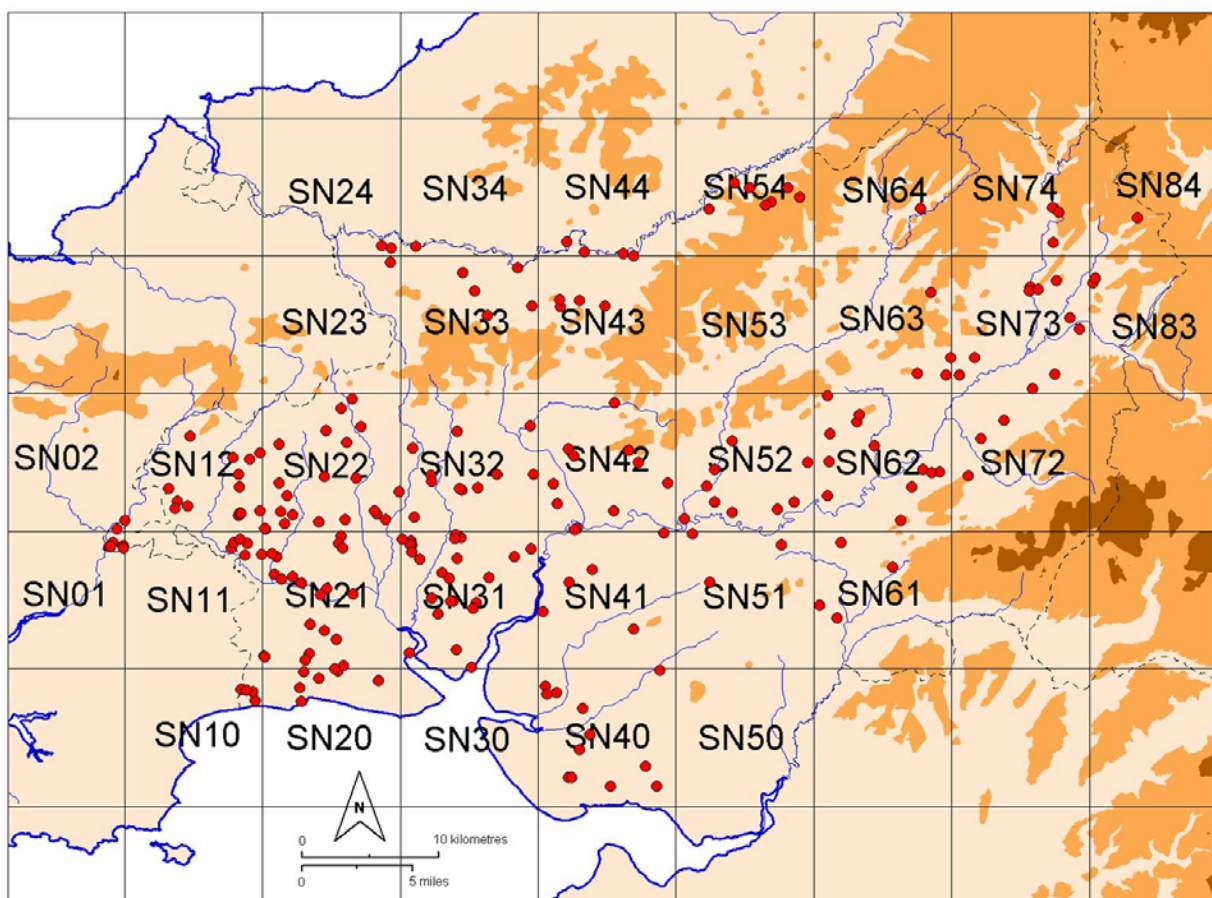 SN24 SN34 SN44 SN54 SN64 SN74 SN84
SN23 SN33 SN43 SN53 SN63 SN73 SN83
SN02 SN12 SN22 SN32 SN42 SN52 SN62 SN72
SN01 SN11 SN21 SN31 SN41 SN51 SN61
SN10 SN20 SN30 SN40 SN50
N
0 10 kilometres
0 5 miles